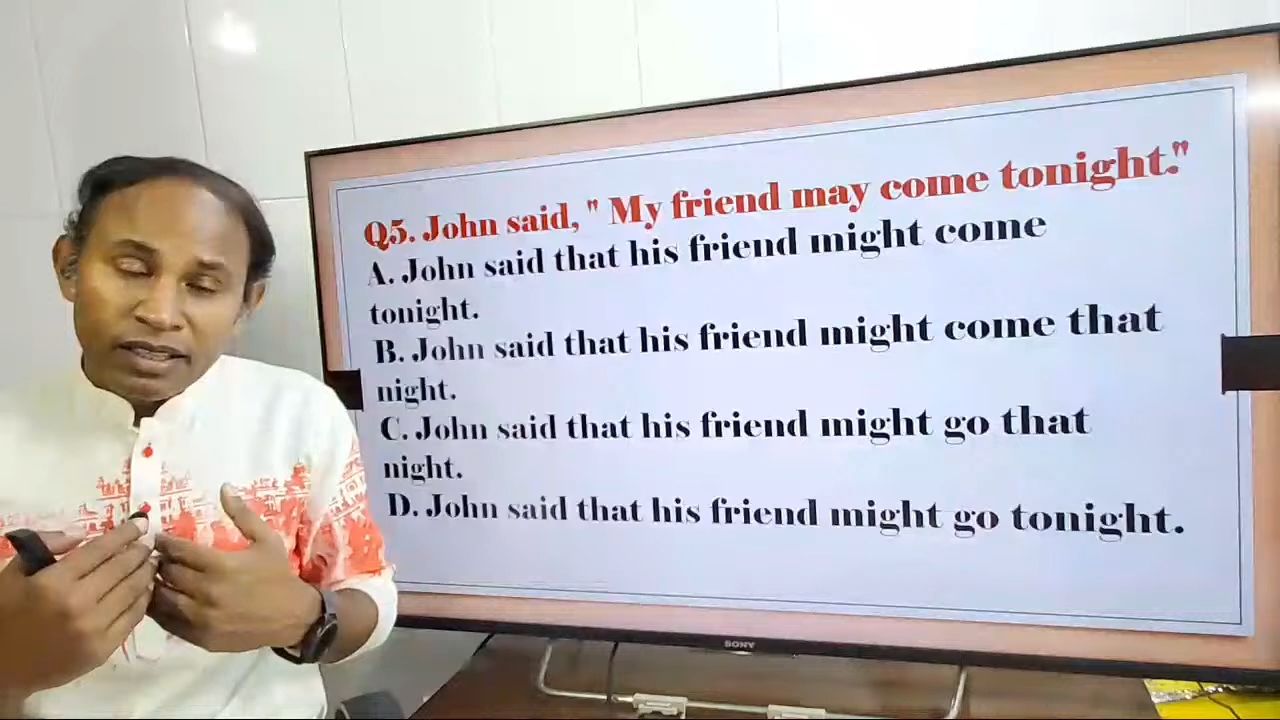 Q5. John said, " My friend may come tonight."
A. John said that his friend might come
tonight.
B. John said that his friend might come that
night.
C. John said that his friend might go that
night.
D. John said that his friend might go tonight.
SONY